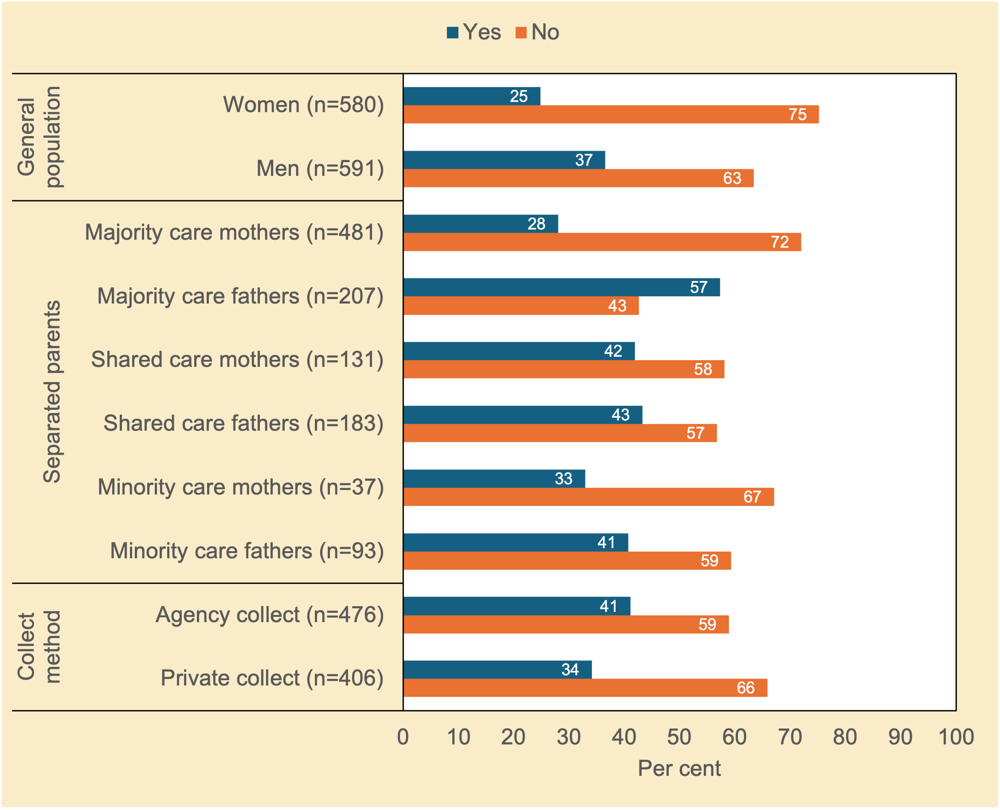 Yes No
General
population
Women (n=580)
25
75
Men (n=591)
37
63
Separated parents
Majority care mothers (n=481)
28
72
Majority care fathers (n=207)
57
43
Shared care mothers (n=131)
42
58
Shared care fathers (n=183)
43
57
Minority care mothers (n=37)
33
67
Minority care fathers (n=93)
41
59
Collect
method
Agency collect (n=476)
41
59
Private collect (n=406)
34
66
0 10 20 30 40 50 60 70 80 90 100
Per cent